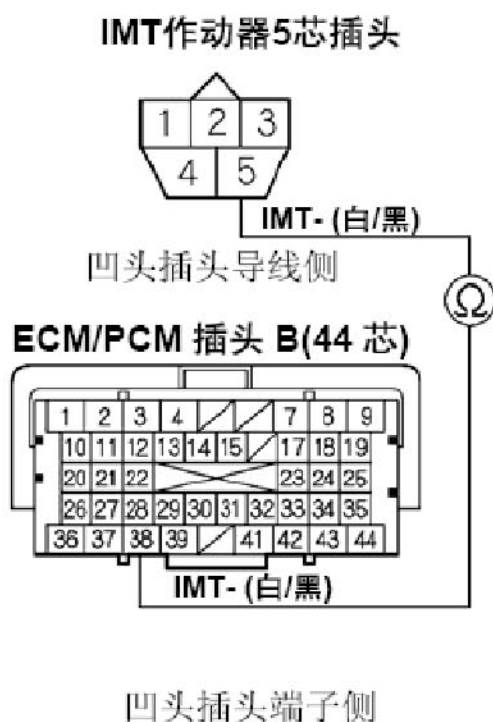 IMT作动器5芯插头
1 2 3
4 5
IMT- (白/黑)
凹头插头导线侧
Ω
ECM/PCM 插头 B(44 芯)
1 2 3 4 7 8 9
10 11 12 13 14 15 17 18 19
20 21 22 23 24 25
26 27 28 29 30 31 32 33 34 35
36 37 38 39 41 42 43 44
IMT- (白/黑)
凹头插头端子侧